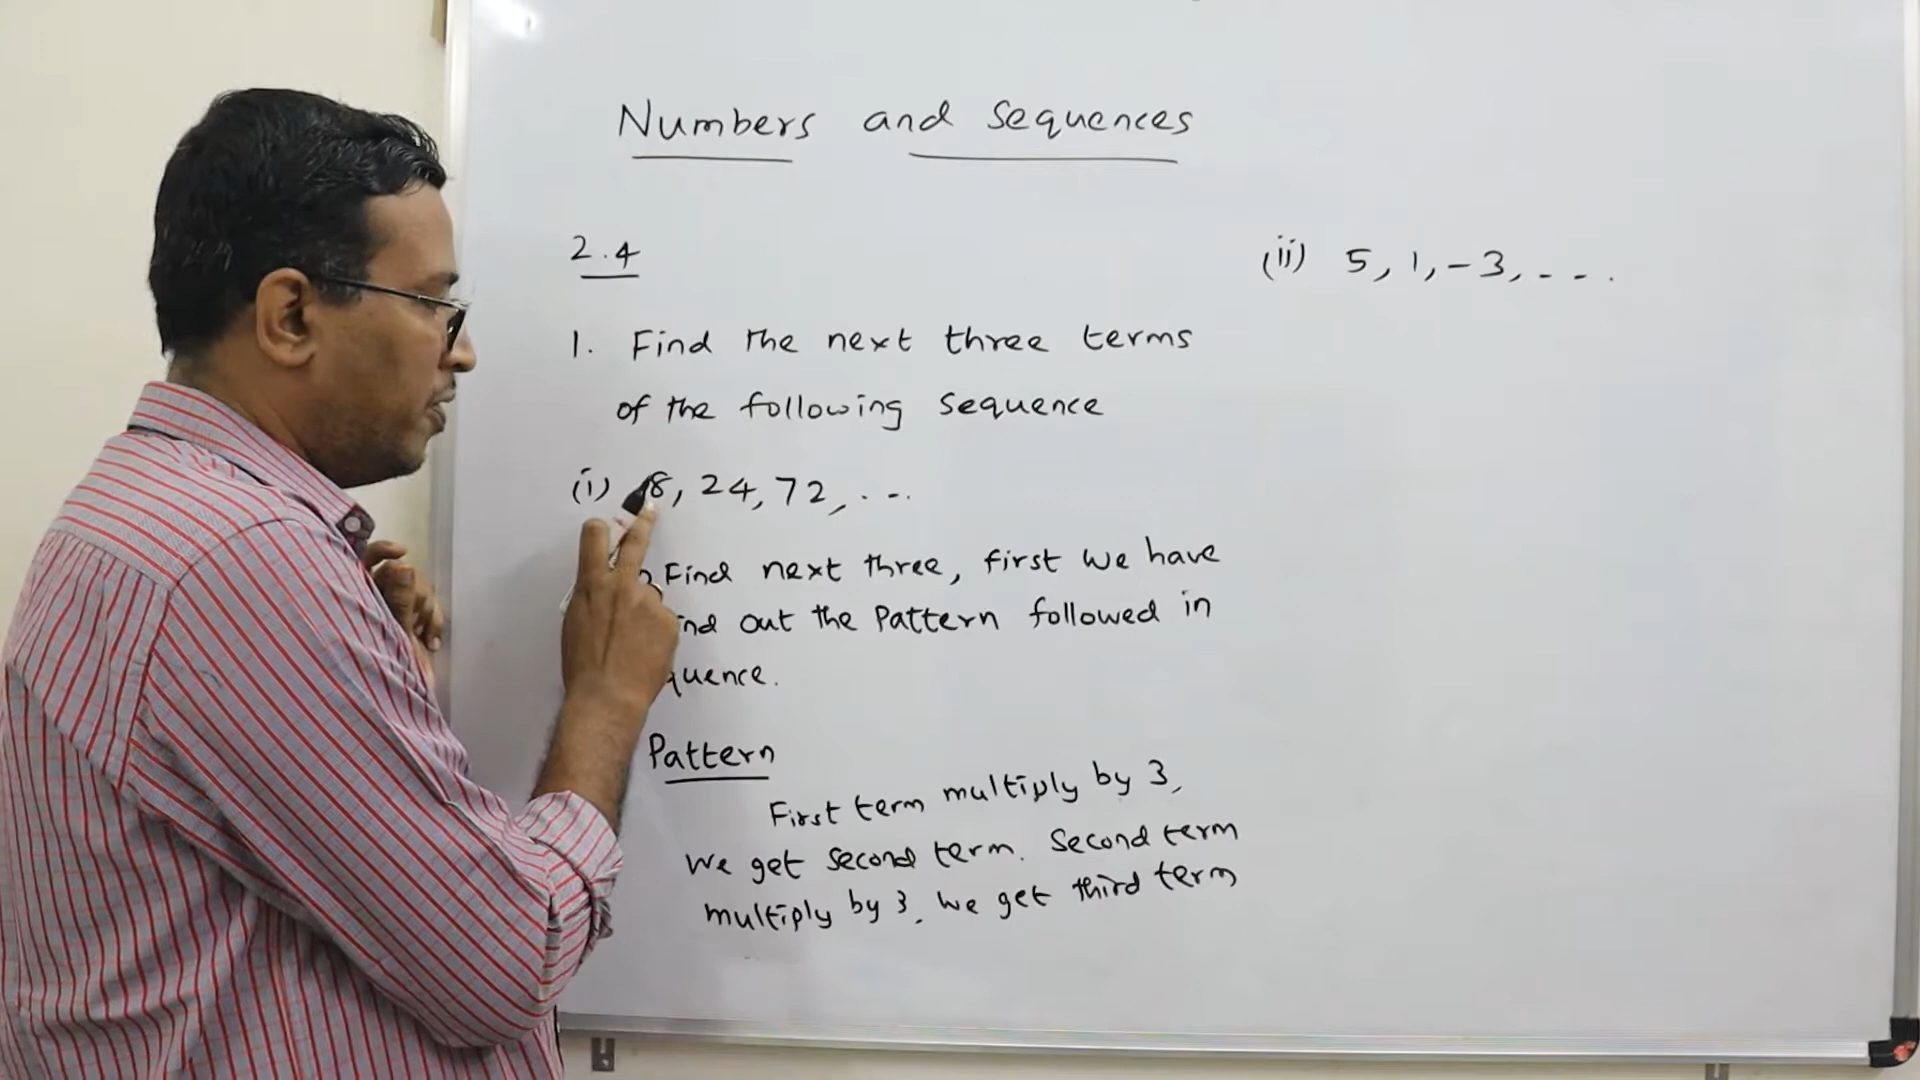 Numbers and Sequences
2.4
1. Find the next three terms
of the following sequence
(i) 8, 24, 72, . - .
Find next three, first we have
out the Pattern followed in
Pattern
First term multiply by 3,
We get second term. Second term
multiply by 3, we get third term
(ii) 5, 1, -3, - - .